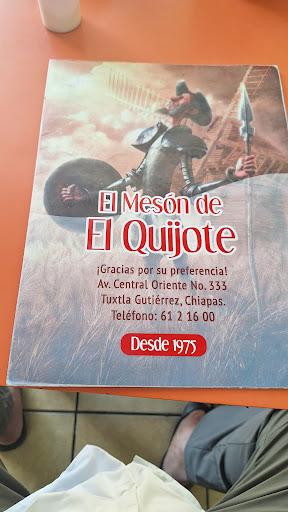 El Mesón de
El Quijote
¡Gracias por su preferencia!
Av. Central Oriente No. 333
Tuxtla Gutiérrez, Chiapas.
Teléfono: 61 2 16 00
Desde 1975